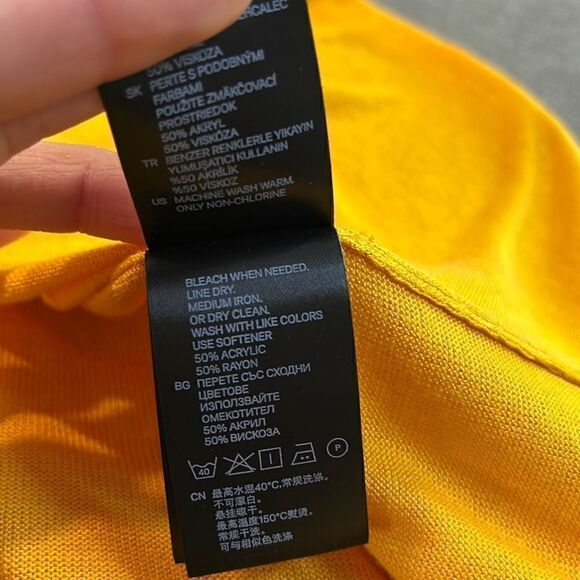 50% VISKÓZA
SK PERTE S PODOBNÝMI
FARBAMI
POUŽITE ZMÄKČOVACÍ
PROSTRIEDOK
50% AKRYL
50% VISKÓZA
TR BENZER RENKLERLE YIKAYIN
YUMUŞATICI KULLANIN
%50 AKRİLİK
%50 VİSKOZ
US MACHINE WASH WARM.
ONLY NON-CHLORINE
BLEACH WHEN NEEDED.
LINE DRY.
MEDIUM IRON.
OR DRY CLEAN.
WASH WITH LIKE COLORS
USE SOFTENER
50% ACRYLIC
50% RAYON
BG ПЕРЕТЕ СЪС СХОДНИ
ЦВЕТОВЕ
ИЗПОЛЗВАЙТЕ
ОМЕКОТИТЕЛ
50% АКРИЛ
50% ВИСКОЗА
40 P
CN 最高水温40°C,常规洗涤.
不可漂白.
悬挂晾干.
最高温度150°C熨烫.
常规干洗.
可与相似色洗涤